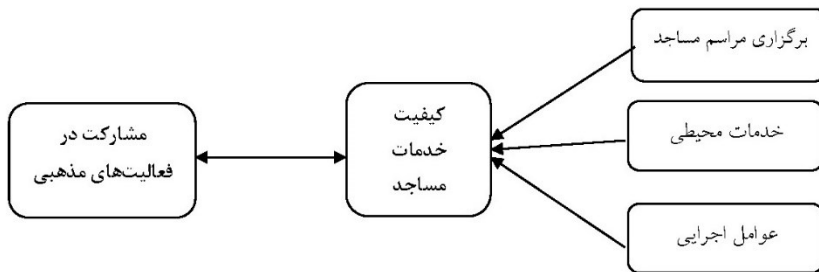 برگزاری مراسم مساجد
خدمات محیطی
عوامل اجرایی
کیفیت
خدمات
مساجد
مشارکت در
فعالیت‌های مذهبی